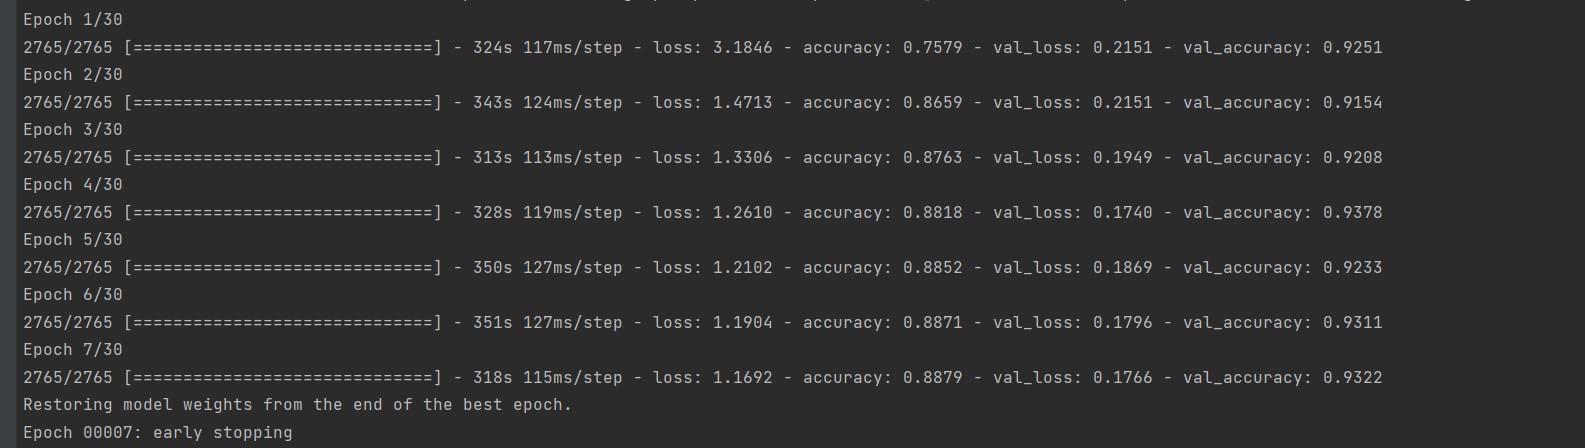 Epoch 1/30
2765/2765 [==============================] - 324s 117ms/step - loss: 3.1846 - accuracy: 0.7579 - val_loss: 0.2151 - val_accuracy: 0.9251
Epoch 2/30
2765/2765 [==============================] - 343s 124ms/step - loss: 1.4713 - accuracy: 0.8659 - val_loss: 0.2151 - val_accuracy: 0.9154
Epoch 3/30
2765/2765 [==============================] - 313s 113ms/step - loss: 1.3306 - accuracy: 0.8763 - val_loss: 0.1949 - val_accuracy: 0.9208
Epoch 4/30
2765/2765 [==============================] - 328s 119ms/step - loss: 1.2610 - accuracy: 0.8818 - val_loss: 0.1740 - val_accuracy: 0.9378
Epoch 5/30
2765/2765 [==============================] - 350s 127ms/step - loss: 1.2102 - accuracy: 0.8852 - val_loss: 0.1869 - val_accuracy: 0.9233
Epoch 6/30
2765/2765 [==============================] - 351s 127ms/step - loss: 1.1904 - accuracy: 0.8871 - val_loss: 0.1796 - val_accuracy: 0.9311
Epoch 7/30
2765/2765 [==============================] - 318s 115ms/step - loss: 1.1692 - accuracy: 0.8879 - val_loss: 0.1766 - val_accuracy: 0.9322
Restoring model weights from the end of the best epoch.
Epoch 00007: early stopping